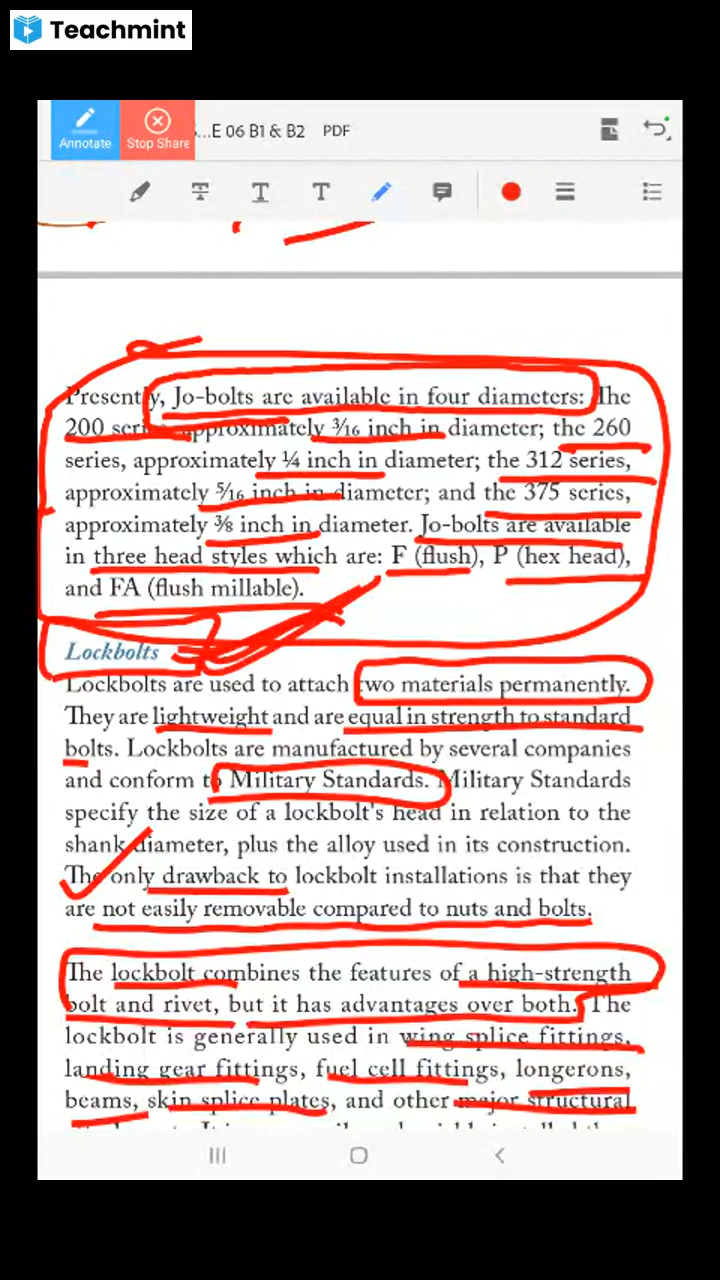 Teachmint
Annotate
Stop Share
...E 06 B1 & B2 PDF
Presently, Jo-bolts are available in four diameters: The
200 series, approximately 3⁄16 inch in diameter; the 260
series, approximately ¼ inch in diameter; the 312 series,
approximately 5⁄16 inch in diameter; and the 375 series,
approximately ⅜ inch in diameter. Jo-bolts are available
in three head styles which are: F (flush), P (hex head),
and FA (flush millable).
Lockbolts
Lockbolts are used to attach two materials permanently.
They are lightweight and are equal in strength to standard
bolts. Lockbolts are manufactured by several companies
and conform to Military Standards. Military Standards
specify the size of a lockbolt's head in relation to the
shank diameter, plus the alloy used in its construction.
The only drawback to lockbolt installations is that they
are not easily removable compared to nuts and bolts.
The lockbolt combines the features of a high-strength
bolt and rivet, but it has advantages over both. The
lockbolt is generally used in wing splice fittings,
landing gear fittings, fuel cell fittings, longerons,
beams, skin splice plates, and other major structural